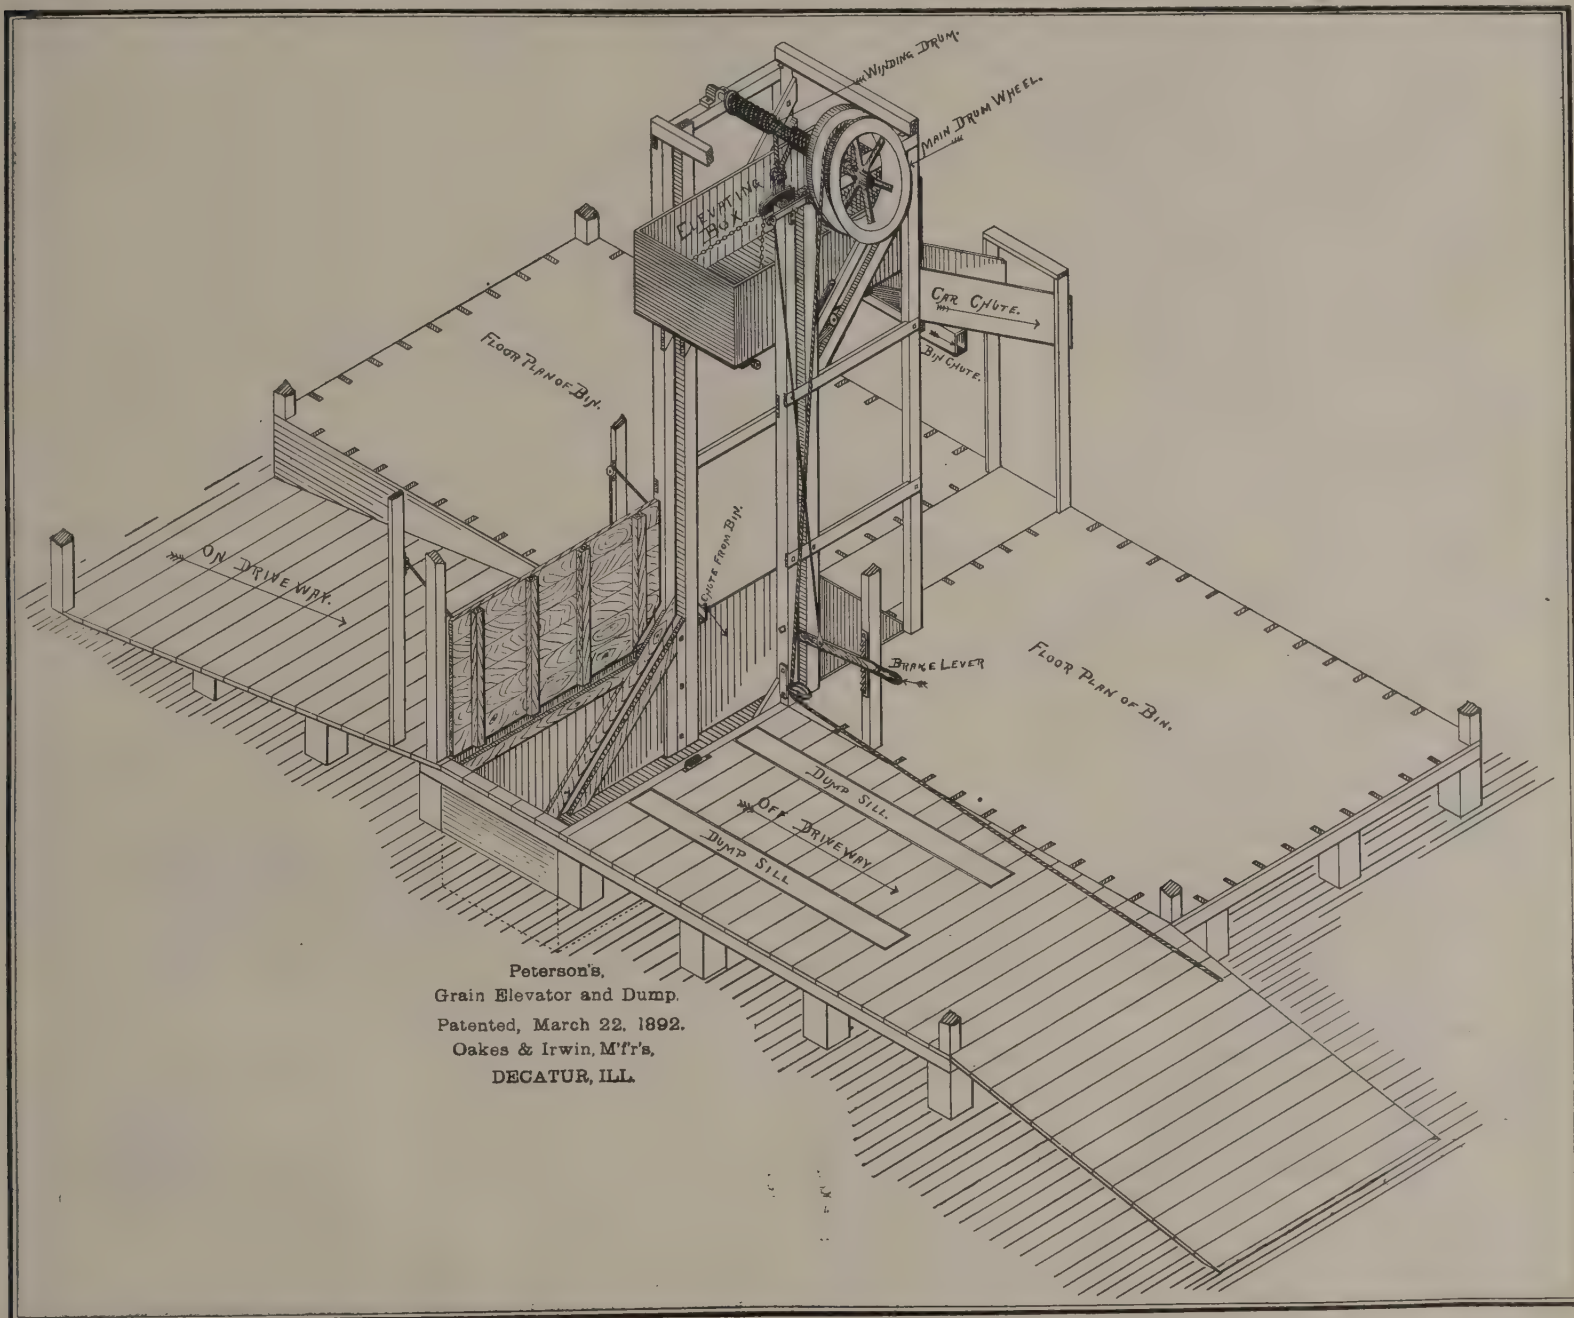 WINDING DRUM.
MAIN DRUM WHEEL.
ELEVATING
BOX
CAR CHUTE.
BIN CHUTE.
FLOOR PLAN OF BIN.
CHUTE FROM BIN.
ON DRIVE WAY.
BRAKE LEVER
FLOOR PLAN OF BIN.
DUMP SILL.
OFF DRIVEWAY
DUMP SILL
Peterson's,
Grain Elevator and Dump.
Patented, March 22, 1892.
Oakes & Irwin, M'f'r's,
DECATUR, ILL.